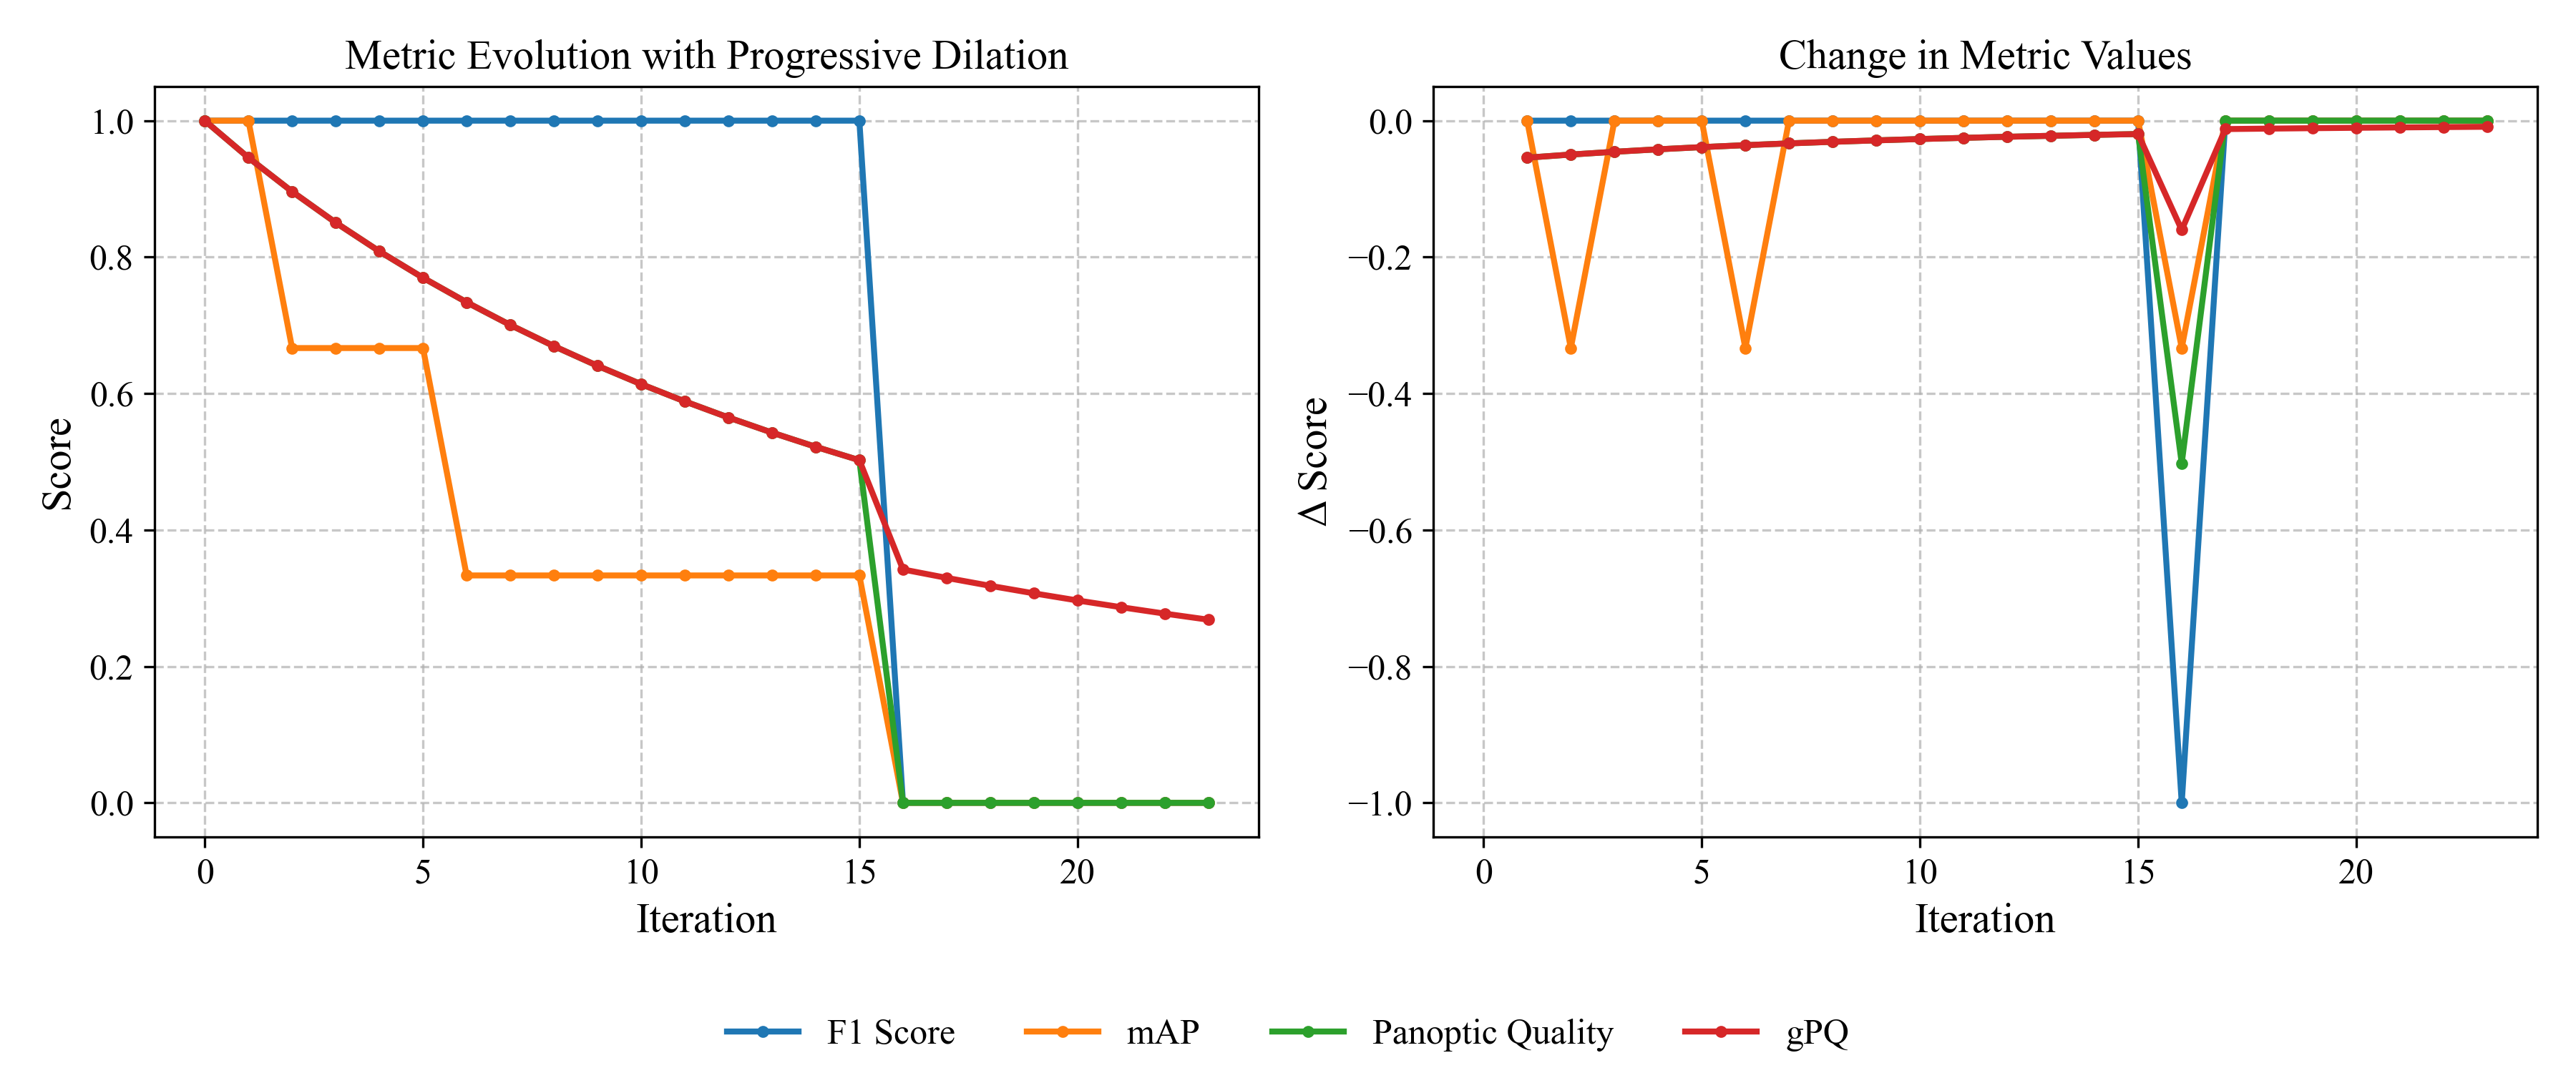 Metric Evolution with Progressive Dilation
Score
1.0
0.8
0.6
0.4
0.2
0.0
0 5 10 15 20
Iteration
Change in Metric Values
Δ Score
0.0
−0.2
−0.4
−0.6
−0.8
−1.0
0 5 10 15 20
Iteration
F1 Score mAP Panoptic Quality gPQ